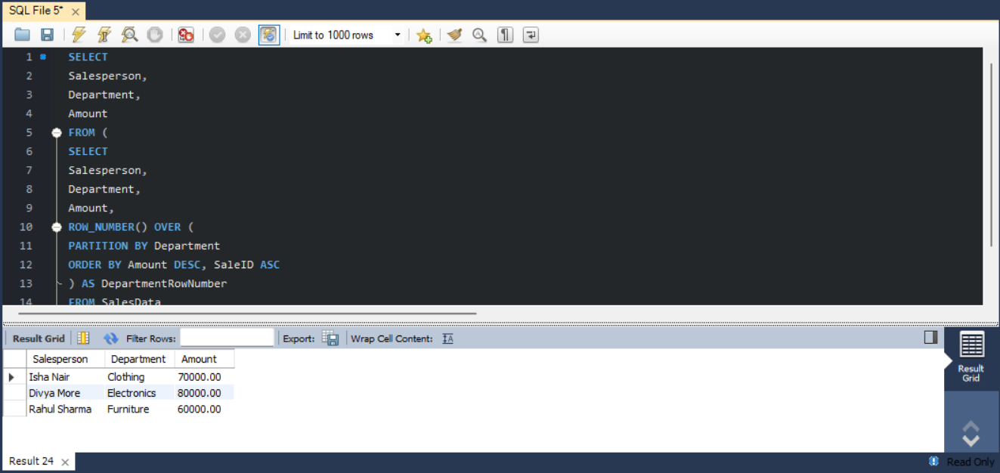 SQL File 5*
Limit to 1000 rows
1 SELECT
2 Salesperson,
3 Department,
4 Amount
5 FROM (
6 SELECT
7 Salesperson,
8 Department,
9 Amount,
10 ROW_NUMBER() OVER (
11 PARTITION BY Department
12 ORDER BY Amount DESC, SaleID ASC
13 ) AS DepartmentRowNumber
14 FROM SalesData
Result Grid Filter Rows: Export: Wrap Cell Content:
Salesperson Department Amount
Isha Nair Clothing 70000.00
Divya More Electronics 80000.00
Rahul Sharma Furniture 60000.00
Result
Grid
Result 24
Read Only